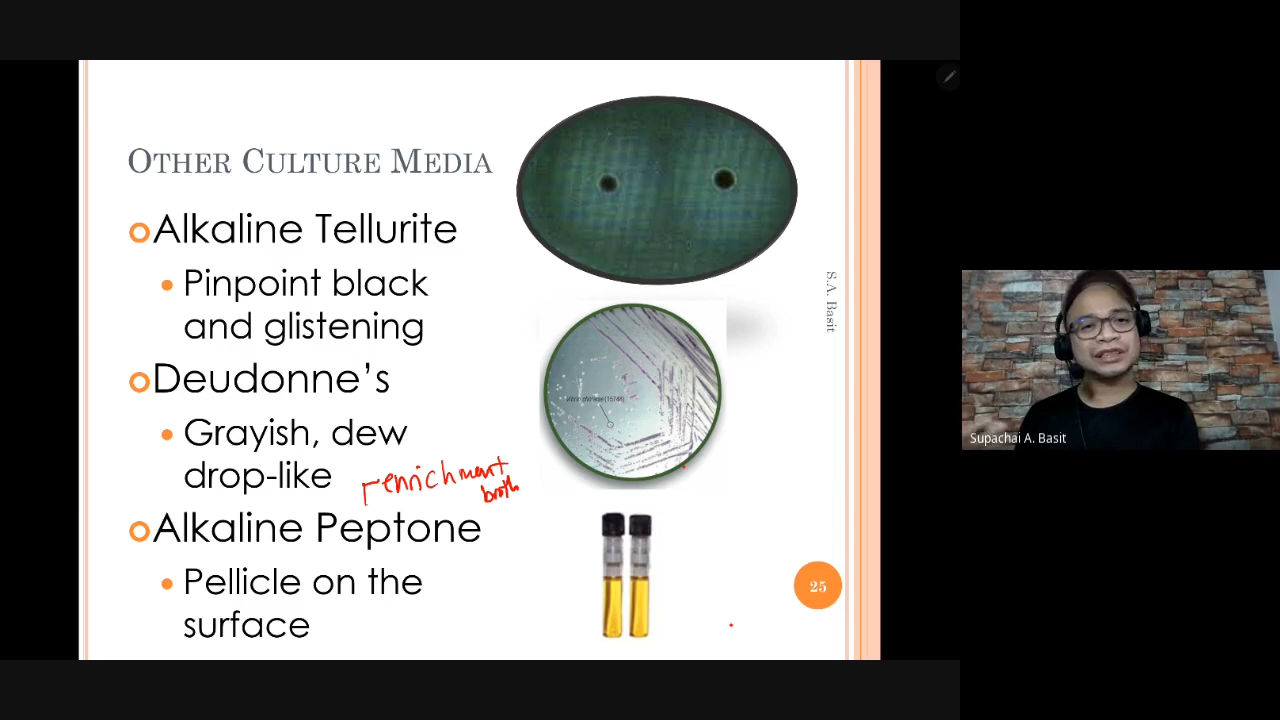 OTHER CULTURE MEDIA
Alkaline Tellurite
Pinpoint black
and glistening
Deudonne's
Grayish, dew
drop-like
enrichment
broth
Alkaline Peptone
Pellicle on the
surface
S.A. Basit
25
Supachai A. Basit